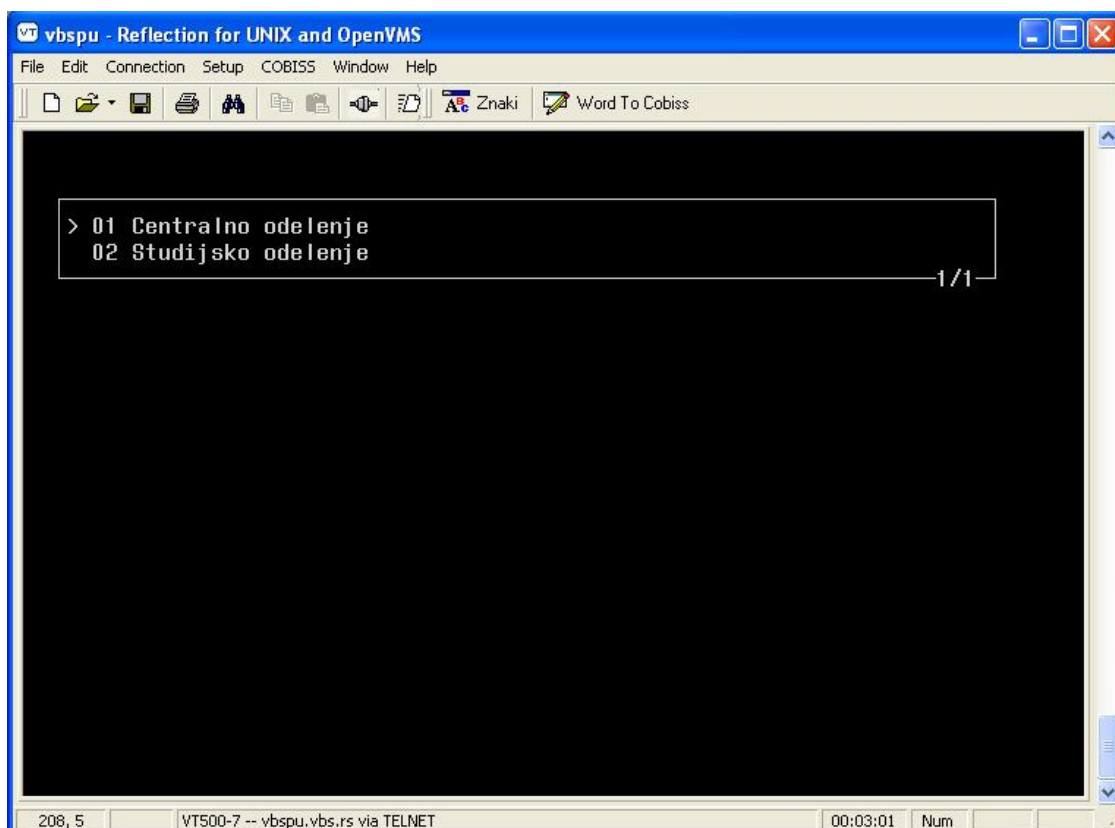 vbspu - Reflection for UNIX and OpenVMS
File Edit Connection Setup COBISS Window Help
Znaki Word To Cobiss
> 01 Centralno odelenje
02 Studijsko odelenje
1/1
208, 5 VT500-7 -- vbspu.vbs.rs via TELNET 00:03:01 Num